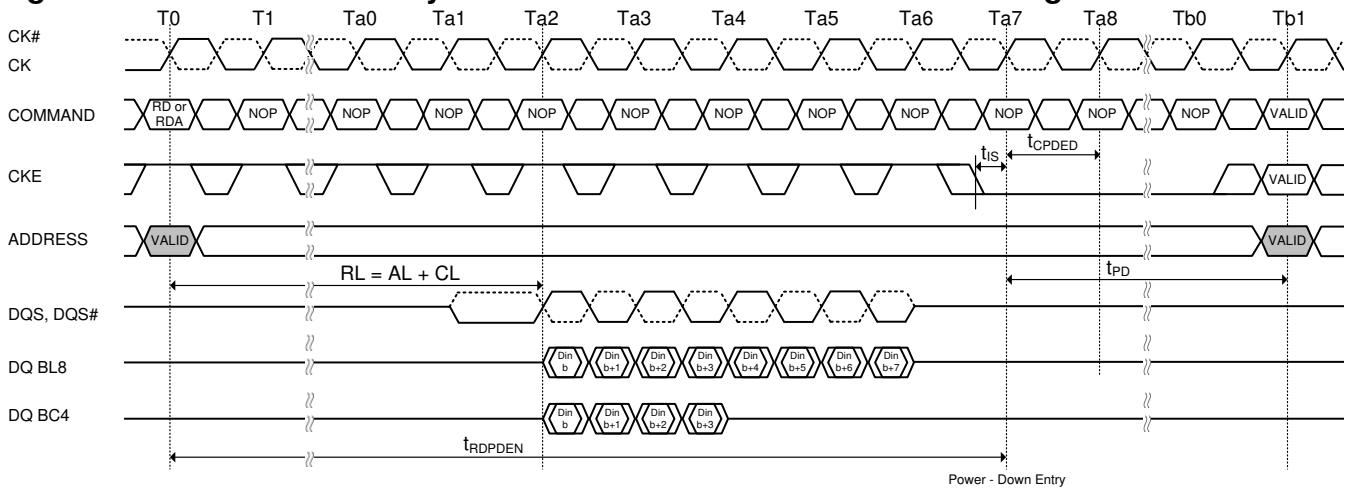 T0 T1 Ta0 Ta1 Ta2 Ta3 Ta4 Ta5 Ta6 Ta7 Ta8 Tb0 Tb1
CK#
CK
COMMAND RD or RDA NOP NOP NOP NOP NOP NOP NOP NOP NOP NOP NOP VALID
tIS tCPDED
CKE VALID
ADDRESS VALID VALID
RL = AL + CL tPD
DQS, DQS#
DQ BL8 Din b Din b+1 Din b+2 Din b+3 Din b+4 Din b+5 Din b+6 Din b+7
DQ BC4 Din b Din b+1 Din b+2 Din b+3
tRDPDEN
Power - Down Entry